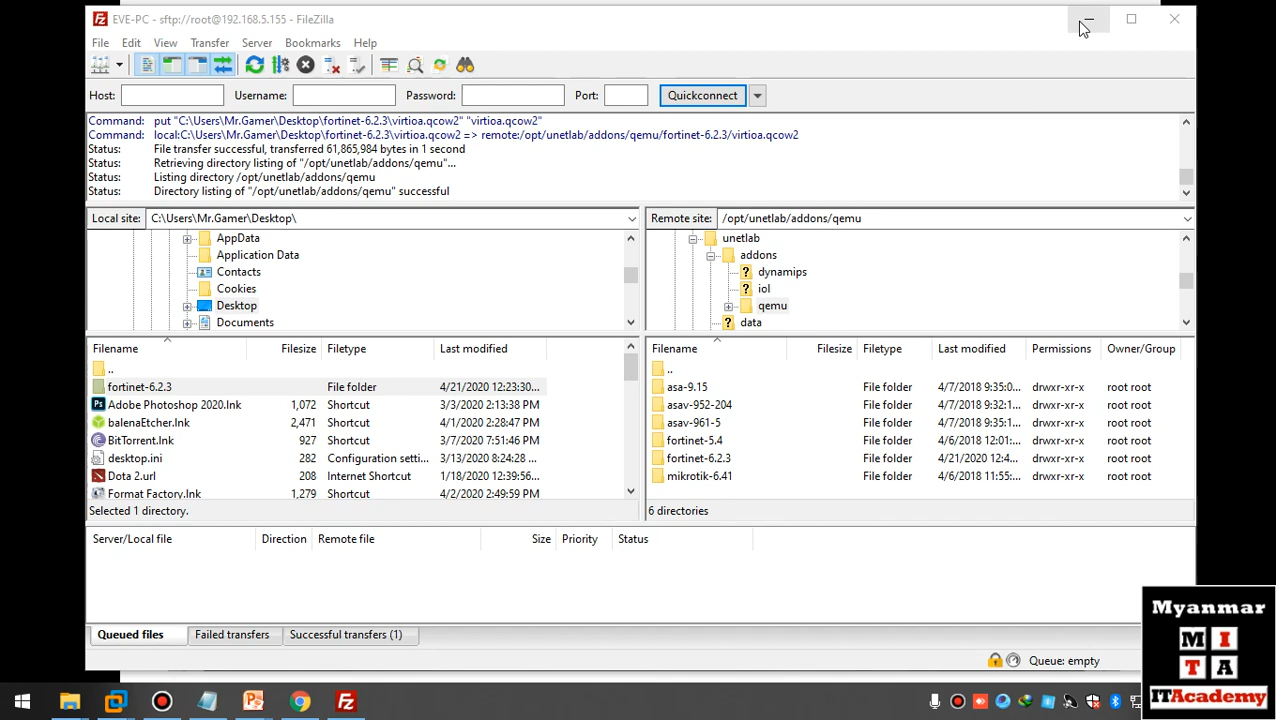 EVE-PC - sftp://root@192.168.5.155 - FileZilla
File Edit View Transfer Server Bookmarks Help
Host: Username: Password: Port: Quickconnect
Command: put "C:\Users\Mr.Gamer\Desktop\fortinet-6.2.3\virtioa.qcow2" "virtioa.qcow2"
Command: local:C:\Users\Mr.Gamer\Desktop\fortinet-6.2.3\virtioa.qcow2 => remote:/opt/unetlab/addons/qemu/fortinet-6.2.3/virtioa.qcow2
Status: File transfer successful, transferred 61,865,984 bytes in 1 second
Status: Retrieving directory listing of "/opt/unetlab/addons/qemu"...
Status: Listing directory /opt/unetlab/addons/qemu
Status: Directory listing of "/opt/unetlab/addons/qemu" successful
Local site: C:\Users\Mr.Gamer\Desktop\
AppData
Application Data
Contacts
Cookies
Desktop
Documents
Remote site: /opt/unetlab/addons/qemu
unetlab
addons
? dynamips
? iol
qemu
? data
Filename Filesize Filetype Last modified
..
fortinet-6.2.3 File folder 4/21/2020 12:23:30...
Adobe Photoshop 2020.lnk 1,072 Shortcut 3/3/2020 2:13:38 PM
balenaEtcher.lnk 2,471 Shortcut 4/1/2020 2:28:47 PM
BitTorrent.lnk 927 Shortcut 3/7/2020 7:51:46 PM
desktop.ini 282 Configuration setti... 3/13/2020 8:24:28 ...
Dota 2.url 208 Internet Shortcut 1/18/2020 12:39:56...
Format Factory.lnk 1,279 Shortcut 4/2/2020 2:49:59 PM
Selected 1 directory.
Filename Filesize Filetype Last modified Permissions Owner/Group
..
asa-9.15 File folder 4/7/2018 9:35:0... drwxr-xr-x root root
asav-952-204 File folder 4/7/2018 9:32:1... drwxr-xr-x root root
asav-961-5 File folder 4/7/2018 9:35:1... drwxr-xr-x root root
fortinet-5.4 File folder 4/6/2018 12:01:... drwxr-xr-x root root
fortinet-6.2.3 File folder 4/21/2020 12:4... drwxr-xr-x root root
mikrotik-6.41 File folder 4/6/2018 11:55:... drwxr-xr-x root root
6 directories
Server/Local file Direction Remote file Size Priority Status
Queued files Failed transfers Successful transfers (1)
Queue: empty
Myanmar
M I
T A
ITAcademy